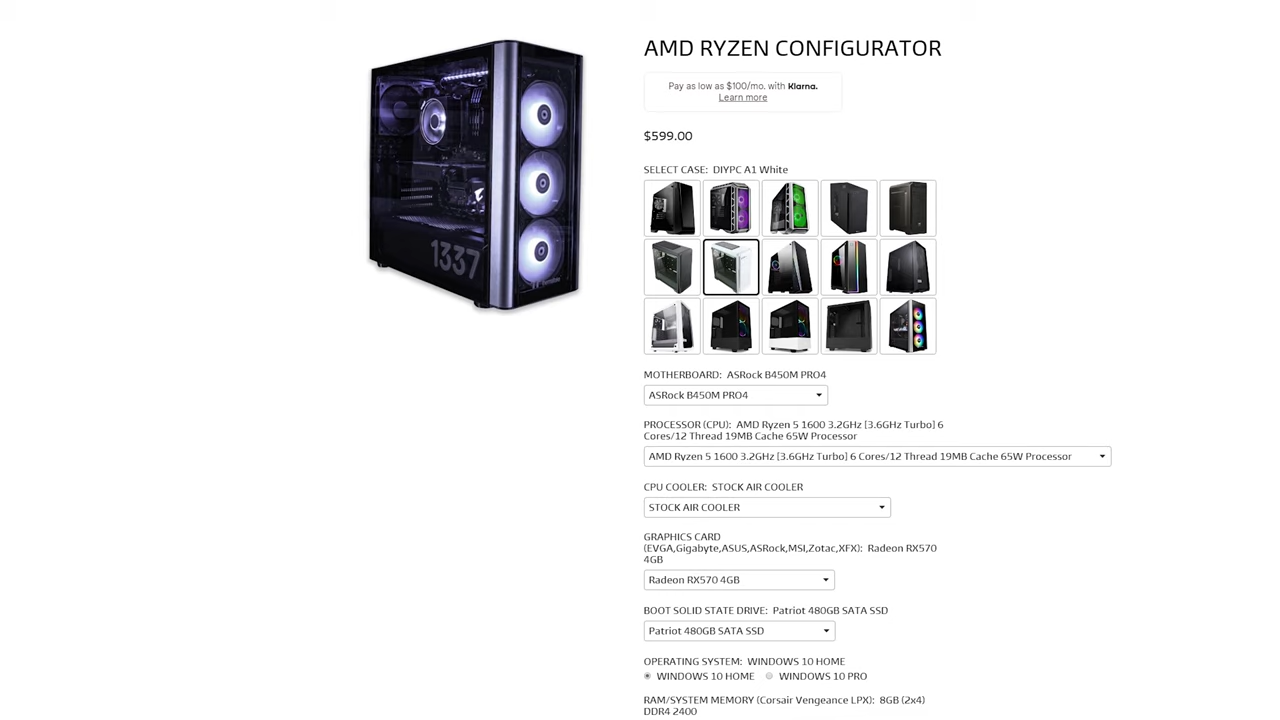 AMD RYZEN CONFIGURATOR
Pay as low as $100/mo. with Klarna.
Learn more
$599.00
SELECT CASE: DIYPC A1 White
1337
MOTHERBOARD: ASRock B450M PRO4
ASRock B450M PRO4
PROCESSOR (CPU): AMD Ryzen 5 1600 3.2GHz [3.6GHz Turbo] 6
Cores/12 Thread 19MB Cache 65W Processor
AMD Ryzen 5 1600 3.2GHz [3.6GHz Turbo] 6 Cores/12 Thread 19MB Cache 65W Processor
CPU COOLER: STOCK AIR COOLER
STOCK AIR COOLER
GRAPHICS CARD
(EVGA,Gigabyte,ASUS,ASRock,MSI,Zotac,XFX): Radeon RX570
4GB
Radeon RX570 4GB
BOOT SOLID STATE DRIVE: Patriot 480GB SATA SSD
Patriot 480GB SATA SSD
OPERATING SYSTEM: WINDOWS 10 HOME
WINDOWS 10 HOME WINDOWS 10 PRO
RAM/SYSTEM MEMORY (Corsair Vengeance LPX): 8GB (2x4)
DDR4 2400